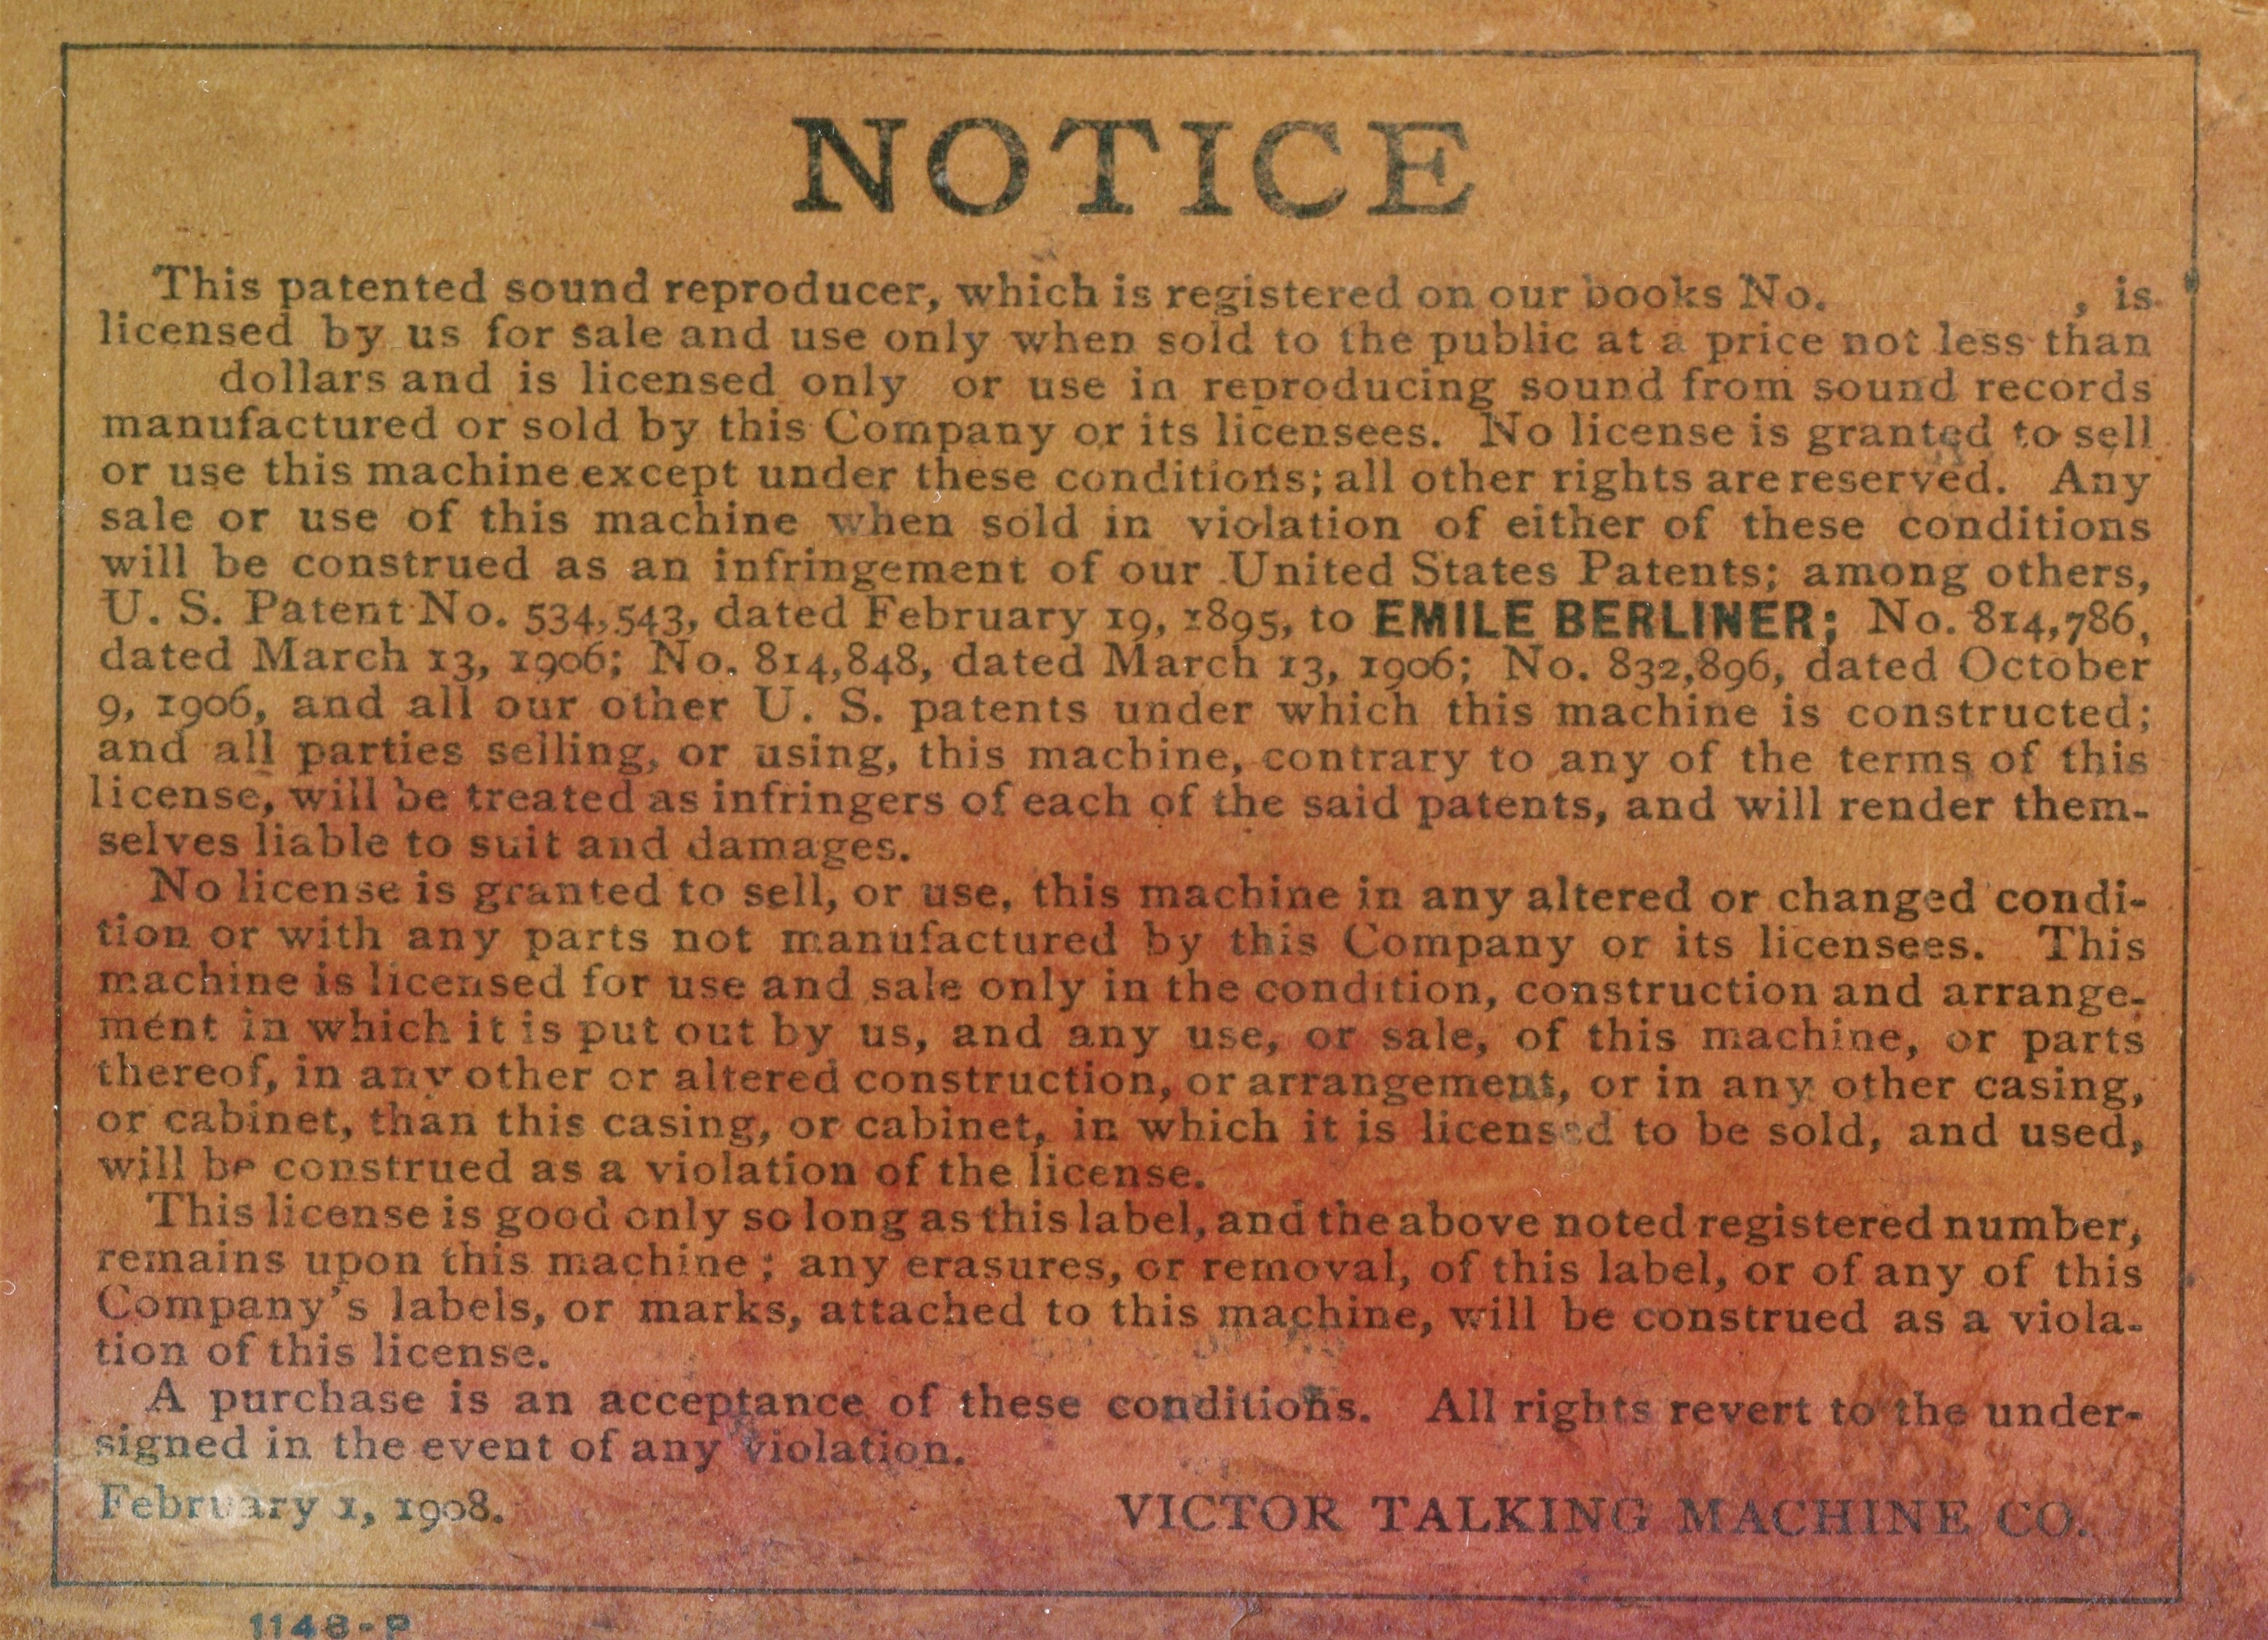 NOTICE
This patented sound reproducer, which is registered on our books No. , is
licensed by us for sale and use only when sold to the public at a price not less than
dollars and is licensed only or use in reproducing sound from sound records
manufactured or sold by this Company or its licensees. No license is granted to sell
or use this machine except under these conditions; all other rights are reserved. Any
sale or use of this machine when sold in violation of either of these conditions
will be construed as an infringement of our United States Patents; among others,
U. S. Patent No. 534,543, dated February 19, 1895, to EMILE BERLINER; No. 814,786,
dated March 13, 1906; No. 814,848, dated March 13, 1906; No. 832,896, dated October
9, 1906, and all our other U. S. patents under which this machine is constructed;
and all parties selling, or using, this machine, contrary to any of the terms of this
license, will be treated as infringers of each of the said patents, and will render them-
selves liable to suit and damages.
No license is granted to sell, or use, this machine in any altered or changed condi-
tion or with any parts not manufactured by this Company or its licensees. This
machine is licensed for use and sale only in the condition, construction and arrange-
ment in which it is put out by us, and any use, or sale, of this machine, or parts
thereof, in any other or altered construction, or arrangement, or in any other casing,
or cabinet, than this casing, or cabinet, in which it is licensed to be sold, and used,
will be construed as a violation of the license.
This license is good only so long as this label, and the above noted registered number,
remains upon this machine; any erasures, or removal, of this label, or of any of this
Company's labels, or marks, attached to this machine, will be construed as a viola-
tion of this license.
A purchase is an acceptance of these conditions. All rights revert to the under-
signed in the event of any violation.
February 1, 1908. VICTOR TALKING MACHINE CO.
1148-P